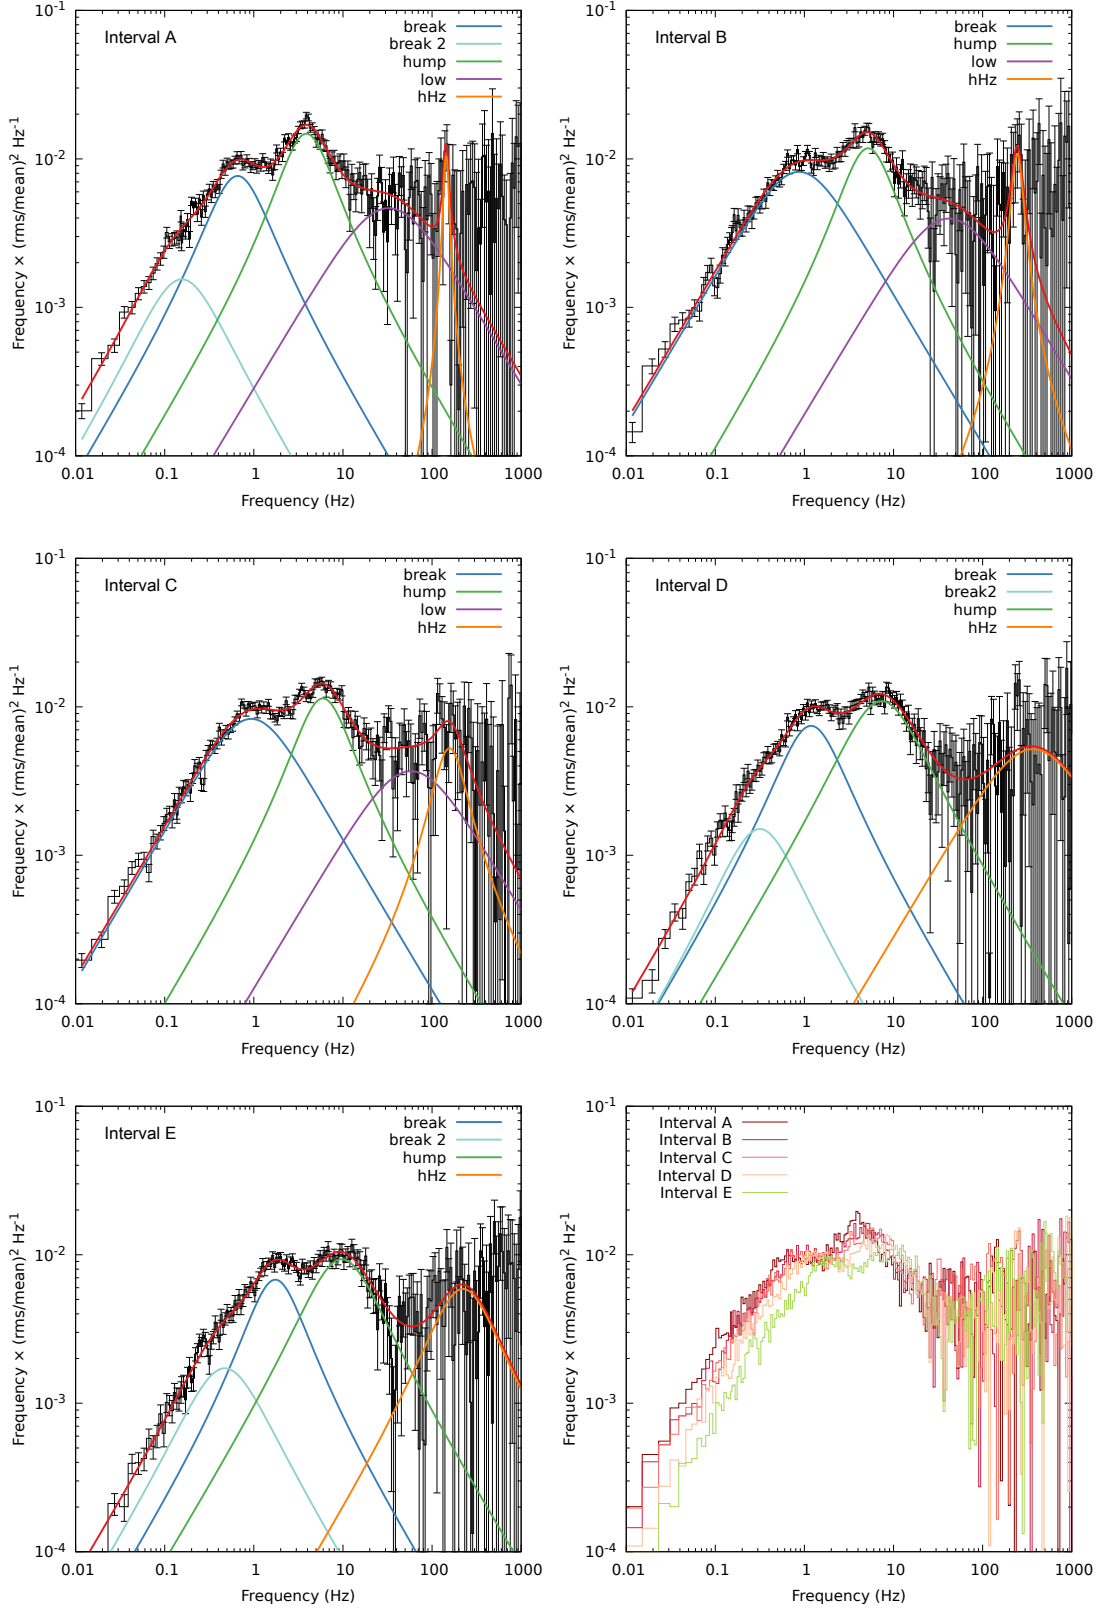 Interval A
break
break 2
hump
low
hHz
10⁻¹
10⁻²
10⁻³
10⁻⁴
Frequency × (rms/mean)² Hz⁻¹
0.01 0.1 1 10 100 1000
Frequency (Hz)
Interval B
break
hump
low
hHz
10⁻¹
10⁻²
10⁻³
10⁻⁴
Frequency × (rms/mean)² Hz⁻¹
0.01 0.1 1 10 100 1000
Frequency (Hz)
Interval C
break
hump
low
hHz
10⁻¹
10⁻²
10⁻³
10⁻⁴
Frequency × (rms/mean)² Hz⁻¹
0.01 0.1 1 10 100 1000
Frequency (Hz)
Interval D
break
break2
hump
hHz
10⁻¹
10⁻²
10⁻³
10⁻⁴
Frequency × (rms/mean)² Hz⁻¹
0.01 0.1 1 10 100 1000
Frequency (Hz)
Interval E
break
break 2
hump
hHz
10⁻¹
10⁻²
10⁻³
10⁻⁴
Frequency × (rms/mean)² Hz⁻¹
0.01 0.1 1 10 100 1000
Frequency (Hz)
Interval A
Interval B
Interval C
Interval D
Interval E
10⁻¹
10⁻²
10⁻³
10⁻⁴
Frequency × (rms/mean)² Hz⁻¹
0.01 0.1 1 10 100 1000
Frequency (Hz)